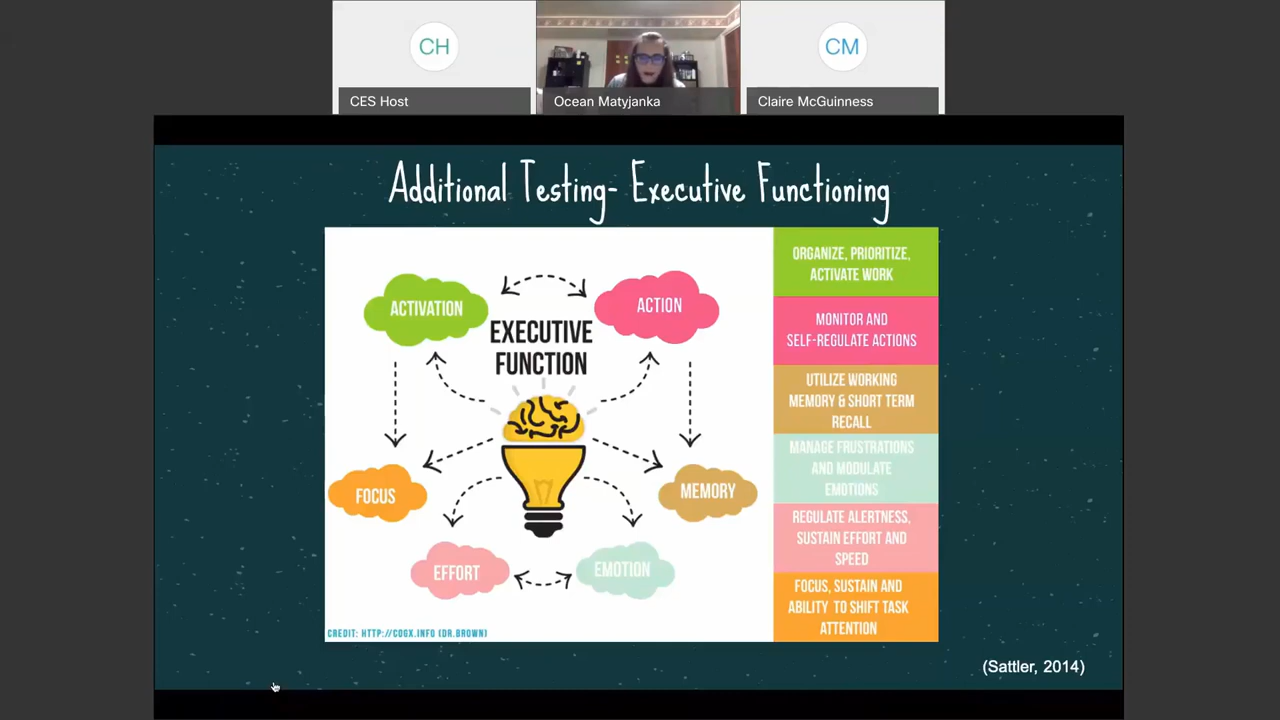 CH
CM
CES Host
Ocean Matyjanka
Claire McGuinness
Additional Testing- Executive Functioning
ACTIVATION
ACTION
EXECUTIVE
FUNCTION
FOCUS
MEMORY
EFFORT
EMOTION
CREDIT: HTTP://COGX.INFO (DR.BROWN)
ORGANIZE, PRIORITIZE,
ACTIVATE WORK
MONITOR AND
SELF-REGULATE ACTIONS
UTILIZE WORKING
MEMORY & SHORT TERM
RECALL
MANAGE FRUSTRATIONS
AND MODULATE
EMOTIONS
REGULATE ALERTNESS,
SUSTAIN EFFORT AND
SPEED
FOCUS, SUSTAIN AND
ABILITY TO SHIFT TASK
ATTENTION
(Sattler, 2014)